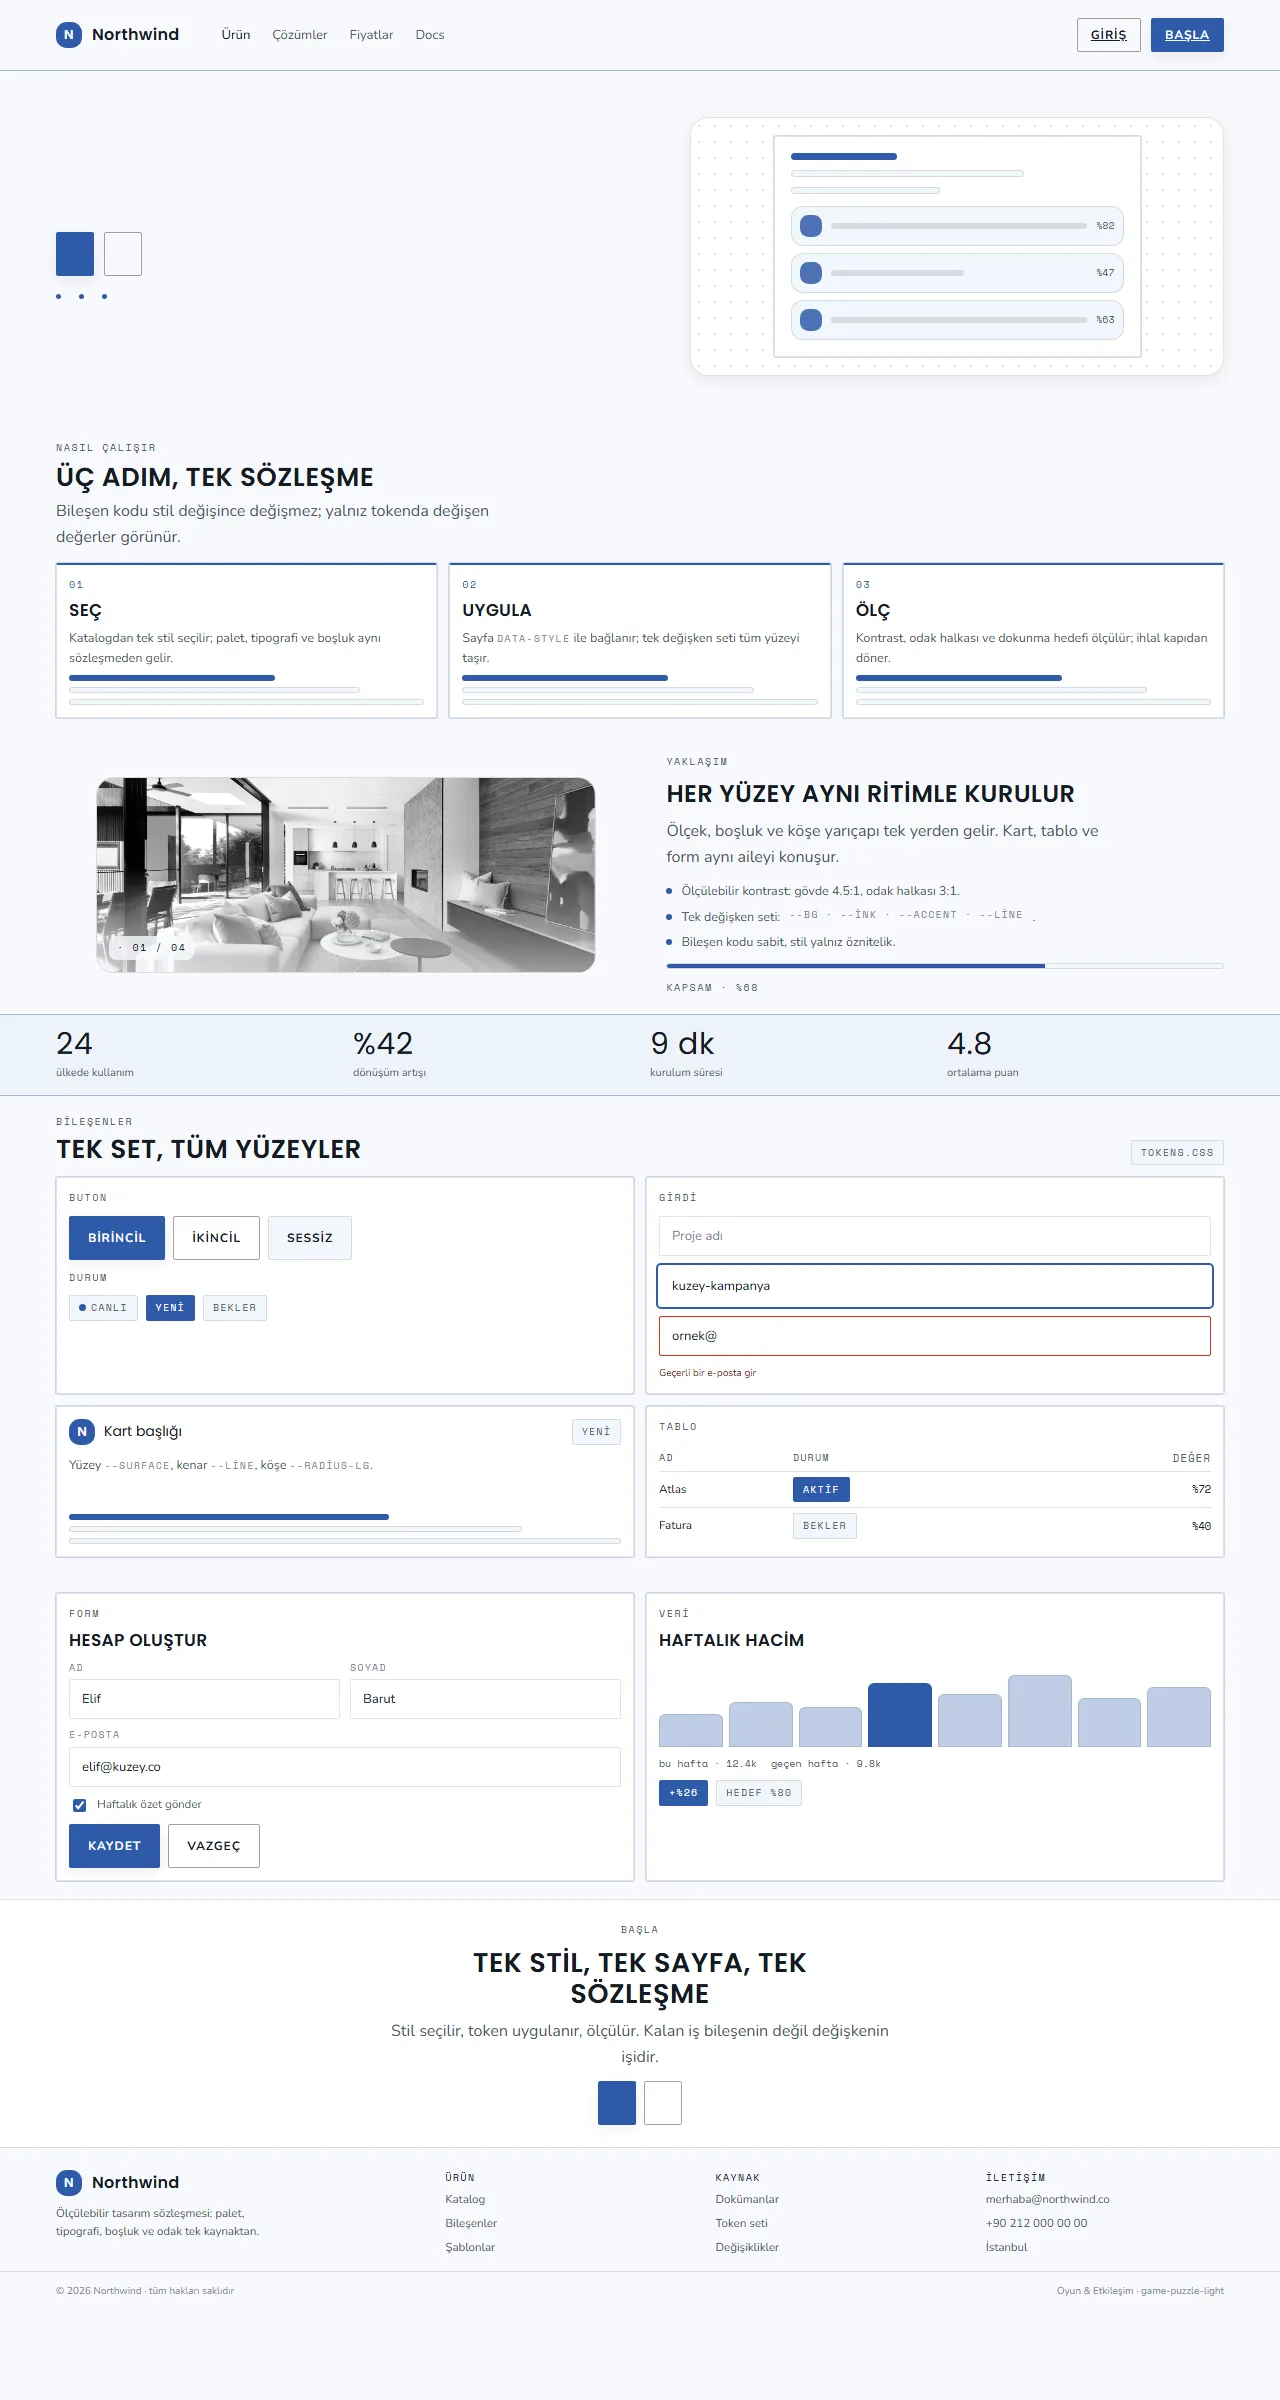 N Northwind Ürün Çözümler Fiyatlar Docs GİRİŞ BAŞLA
%82
%47
%63
NASIL ÇALIŞIR
ÜÇ ADIM, TEK SÖZLEŞME
Bileşen kodu stil değişince değişmez; yalnız tokenda değişen
değerler görünür.
01
SEÇ
Katalogdan tek stil seçilir; palet, tipografi ve boşluk aynı
sözleşmeden gelir.
02
UYGULA
Sayfa DATA-STYLE ile bağlanır; tek değişken seti tüm yüzeyi
taşır.
03
ÖLÇ
Kontrast, odak halkası ve dokunma hedefi ölçülür; ihlal kapıdan
döner.
· 01 / 04
YAKLAŞIM
HER YÜZEY AYNI RİTİMLE KURULUR
Ölçek, boşluk ve köşe yarıçapı tek yerden gelir. Kart, tablo ve
form aynı aileyi konuşur.
Ölçülebilir kontrast: gövde 4.5:1, odak halkası 3:1.
Tek değişken seti: --BG · --İNK · --ACCENT · --LİNE .
Bileşen kodu sabit, stil yalnız öznitelik.
KAPSAM · %68
24
ülkede kullanım
%42
dönüşüm artışı
9 dk
kurulum süresi
4.8
ortalama puan
BİLEŞENLER
TEK SET, TÜM YÜZEYLER
TOKENS.CSS
BUTON
BİRİNCİL İKİNCİL SESSİZ
DURUM
CANLI YENİ BEKLER
GİRDİ
Proje adı
kuzey-kampanya
ornek@
Geçerli bir e-posta gir
N Kart başlığı YENİ
Yüzey --SURFACE, kenar --LİNE, köşe --RADİUS-LG.
TABLO
AD DURUM DEĞER
Atlas AKTİF %72
Fatura BEKLER %40
FORM
HESAP OLUŞTUR
AD SOYAD
Elif Barut
E-POSTA
elif@kuzey.co
Haftalık özet gönder
KAYDET VAZGEÇ
VERİ
HAFTALIK HACİM
bu hafta · 12.4k geçen hafta · 9.8k
+%26 HEDEF %80
BAŞLA
TEK STİL, TEK SAYFA, TEK
SÖZLEŞME
Stil seçilir, token uygulanır, ölçülür. Kalan iş bileşenin değil değişkenin
işidir.
N Northwind
Ölçülebilir tasarım sözleşmesi: palet,
tipografi, boşluk ve odak tek kaynaktan.
ÜRÜN
Katalog
Bileşenler
Şablonlar
KAYNAK
Dokümanlar
Token seti
Değişiklikler
İLETİŞİM
merhaba@northwind.co
+90 212 000 00 00
İstanbul
© 2026 Northwind · tüm hakları saklıdır
Oyun & Etkileşim · game-puzzle-light